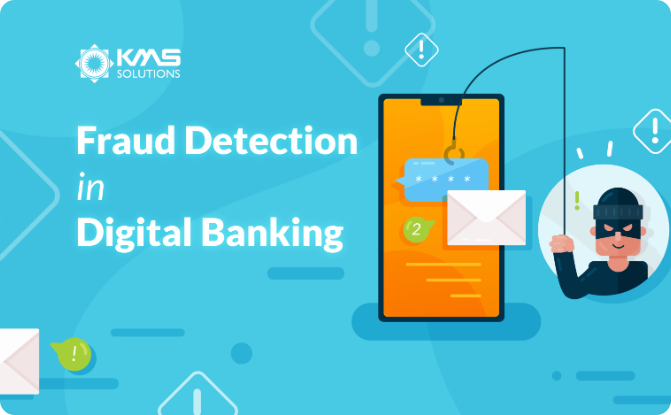 KMS
SOLUTIONS
Fraud Detection
in
Digital Banking
!
* * * *
2
!
!
!
!